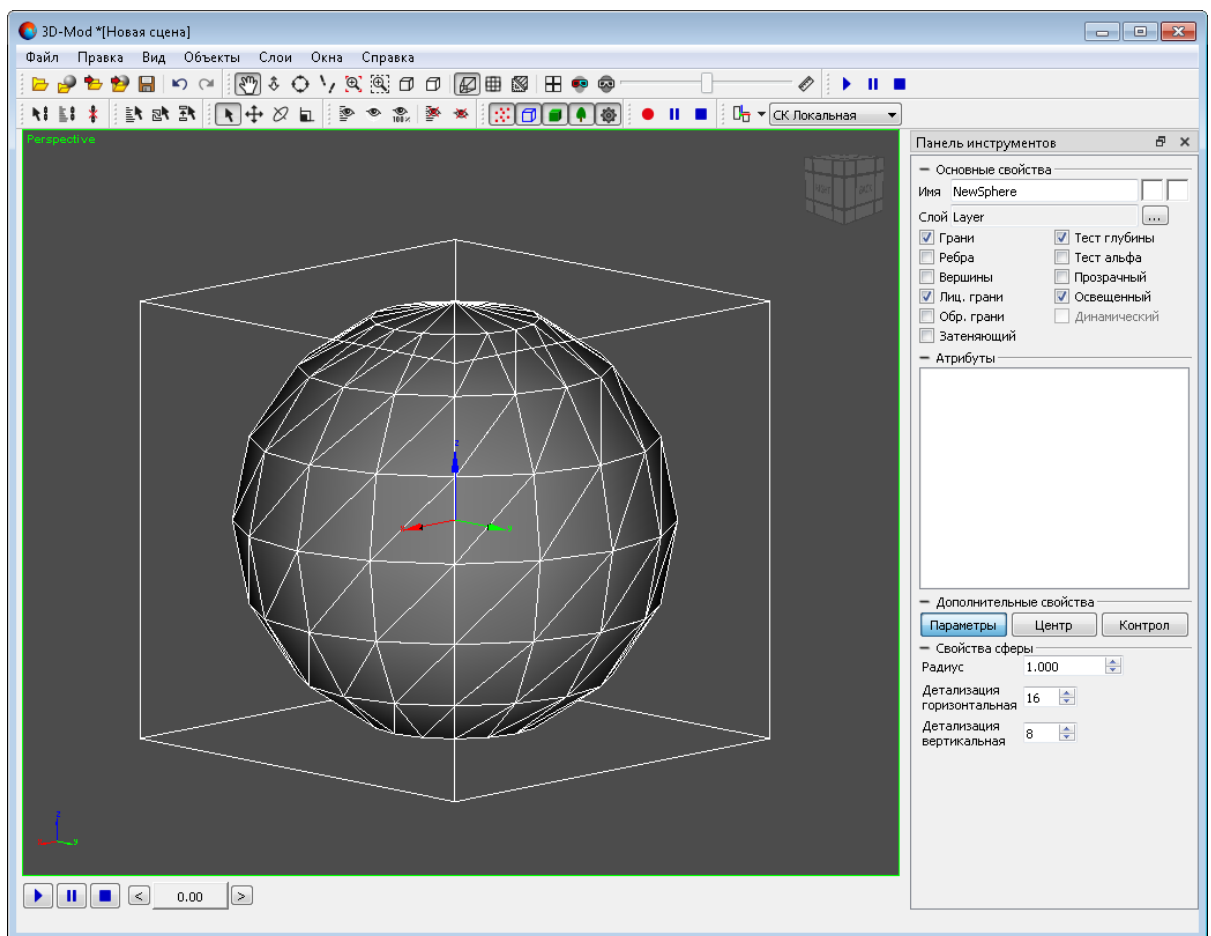 3D-Mod *[Новая сцена]
Файл Правка Вид Объекты Слои Окна Справка
100%
СК Локальная
Perspective
Панель инструментов
Основные свойства
Имя NewSphere
Слой Layer ...
Грани Тест глубины
Ребра Тест альфа
Вершины Прозрачный
Лиц. грани Освещенный
Обр. грани Динамический
Затеняющий
Атрибуты
z
x y
Дополнительные свойства
Параметры Центр Контрол
Свойства сферы
Радиус 1.000
Детализация
горизонтальная 16
Детализация
вертикальная 8
z
x y
< 0.00 >